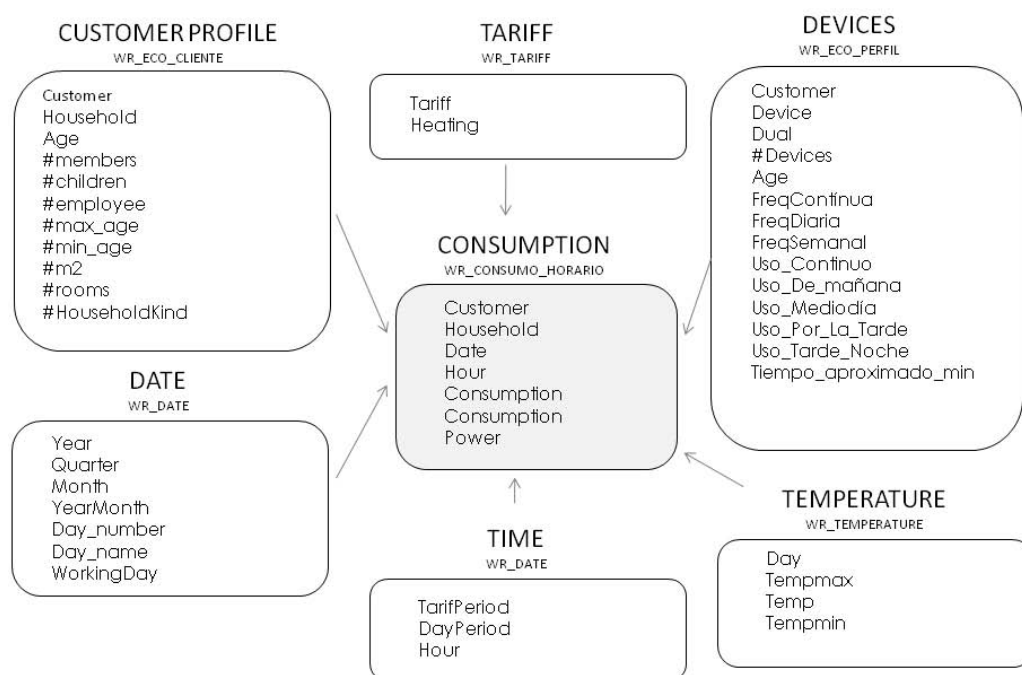 CUSTOMER PROFILE
WR_ECO_CLIENTE
Customer
Household
Age
#members
#children
#employee
#max_age
#min_age
#m2
#rooms
#HouseholdKind
TARIFF
WR_TARIFF
Tariff
Heating
DEVICES
WR_ECO_PERFIL
Customer
Device
Dual
#Devices
Age
FreqContínua
FreqDiaria
FreqSemanal
Uso_Continuo
Uso_De_mañana
Uso_Mediodía
Uso_Por_La_Tarde
Uso_Tarde_Noche
Tiempo_aproximado_min
CONSUMPTION
WR_CONSUMO_HORARIO
Customer
Household
Date
Hour
Consumption
Consumption
Power
DATE
WR_DATE
Year
Quarter
Month
YearMonth
Day_number
Day_name
WorkingDay
TIME
WR_DATE
TarifPeriod
DayPeriod
Hour
TEMPERATURE
WR_TEMPERATURE
Day
Tempmax
Temp
Tempmin